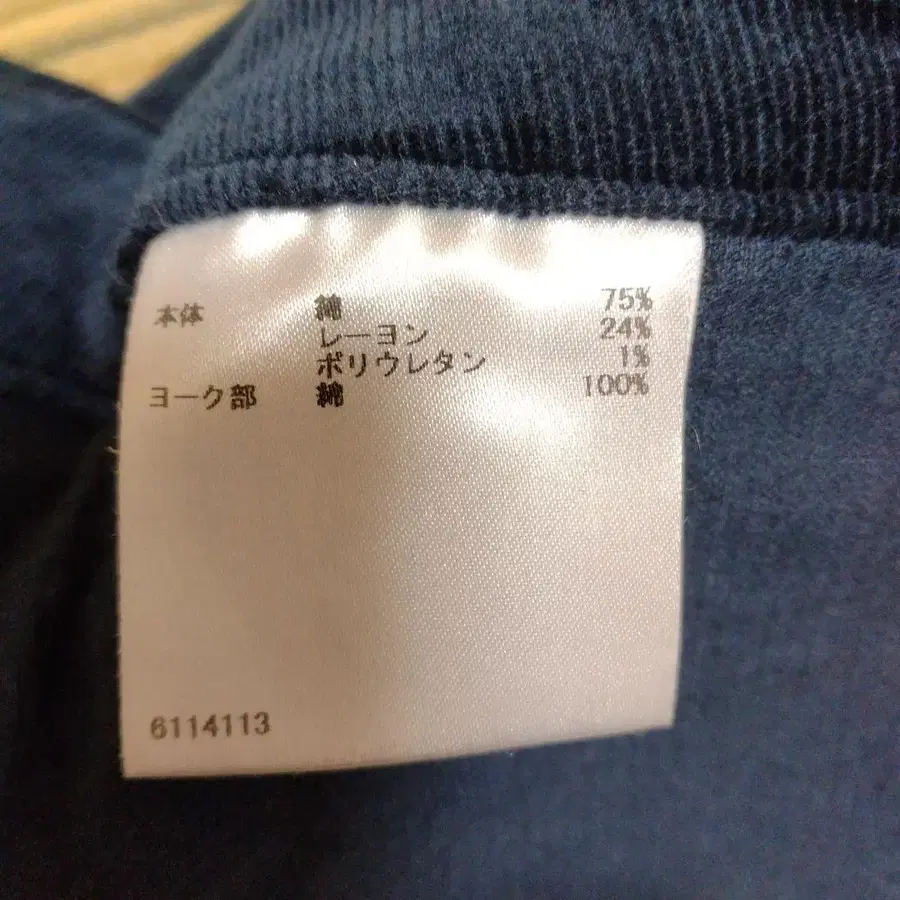 本体 綿 75%
レーヨン 24%
ポリウレタン 1%
ヨーク部 綿 100%
6114113